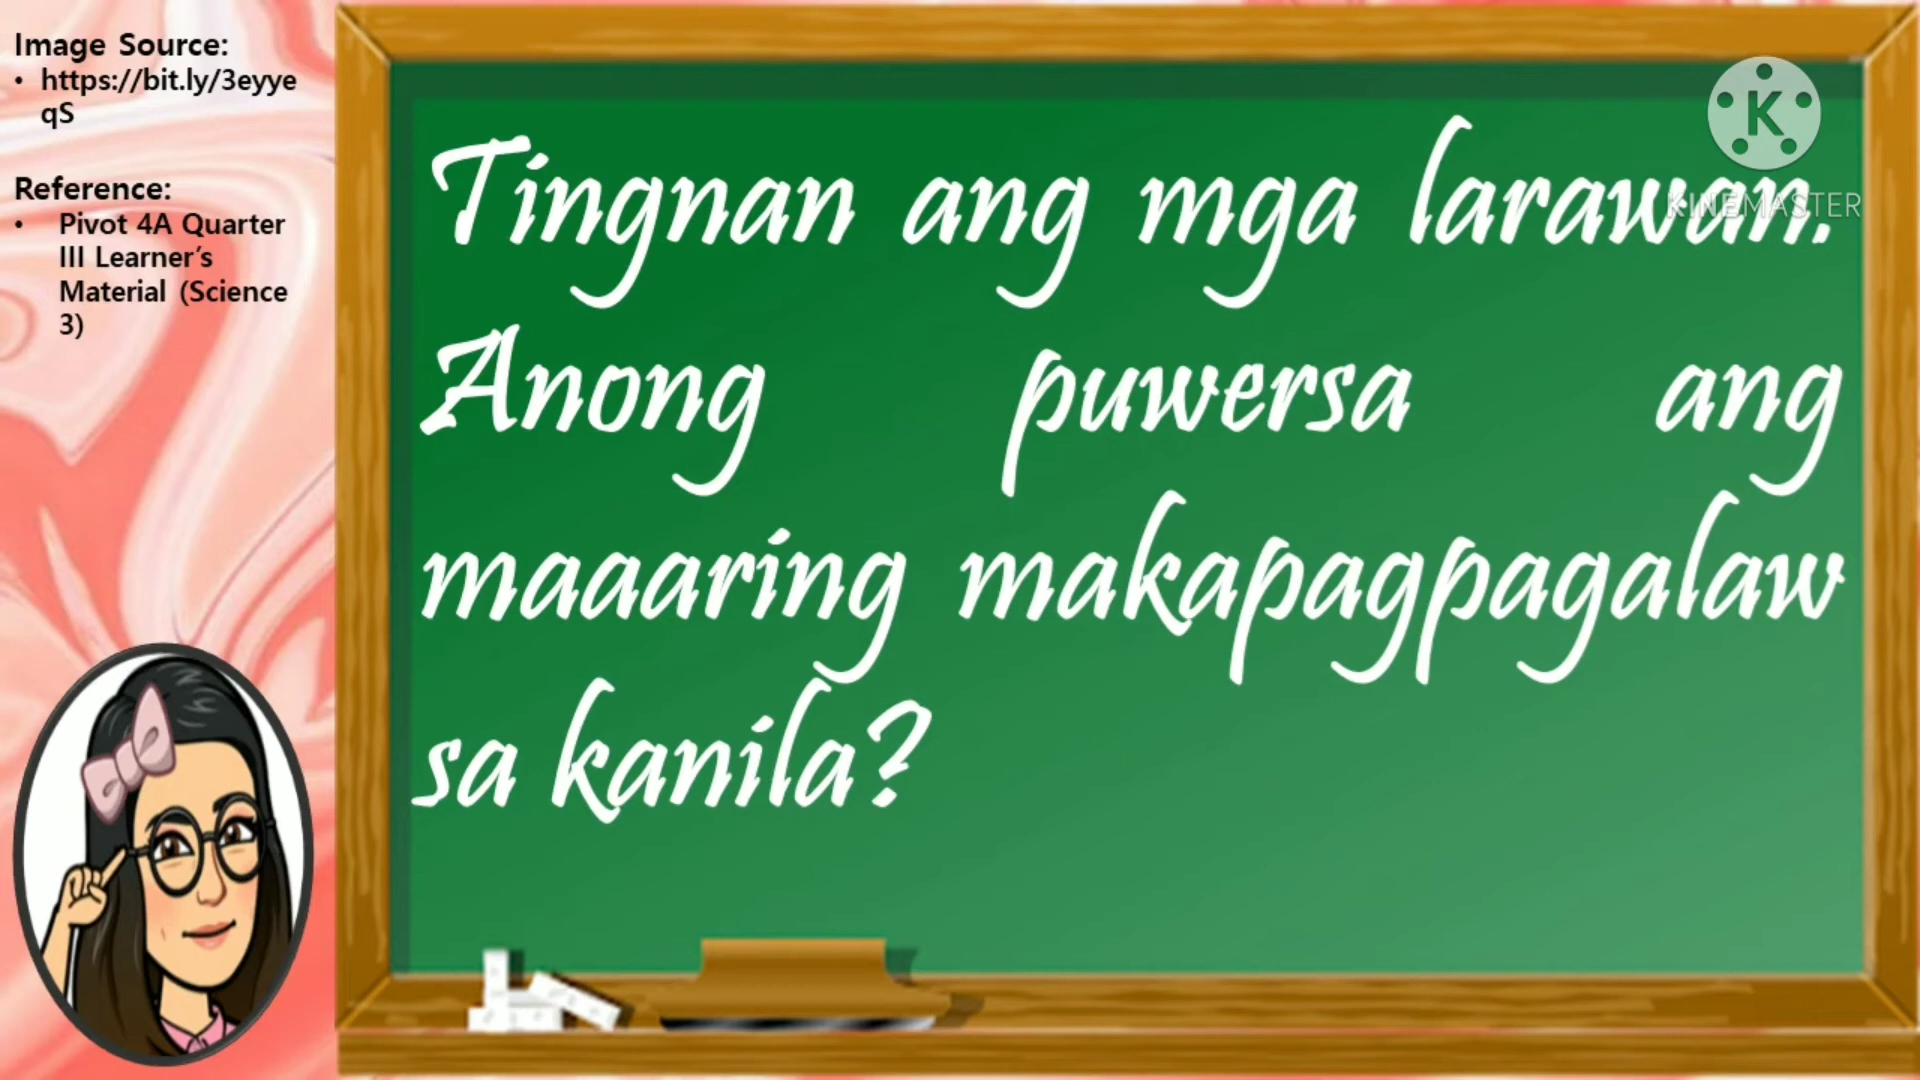 Image Source:
• https://bit.ly/3eyye
qS
Reference:
• Pivot 4A Quarter
III Learner's
Material (Science
3)
Tingnan ang mga larawan.
Anong puwersa ang
maaaring makapagpagalaw
sa kanila?
K
KINEMASTER